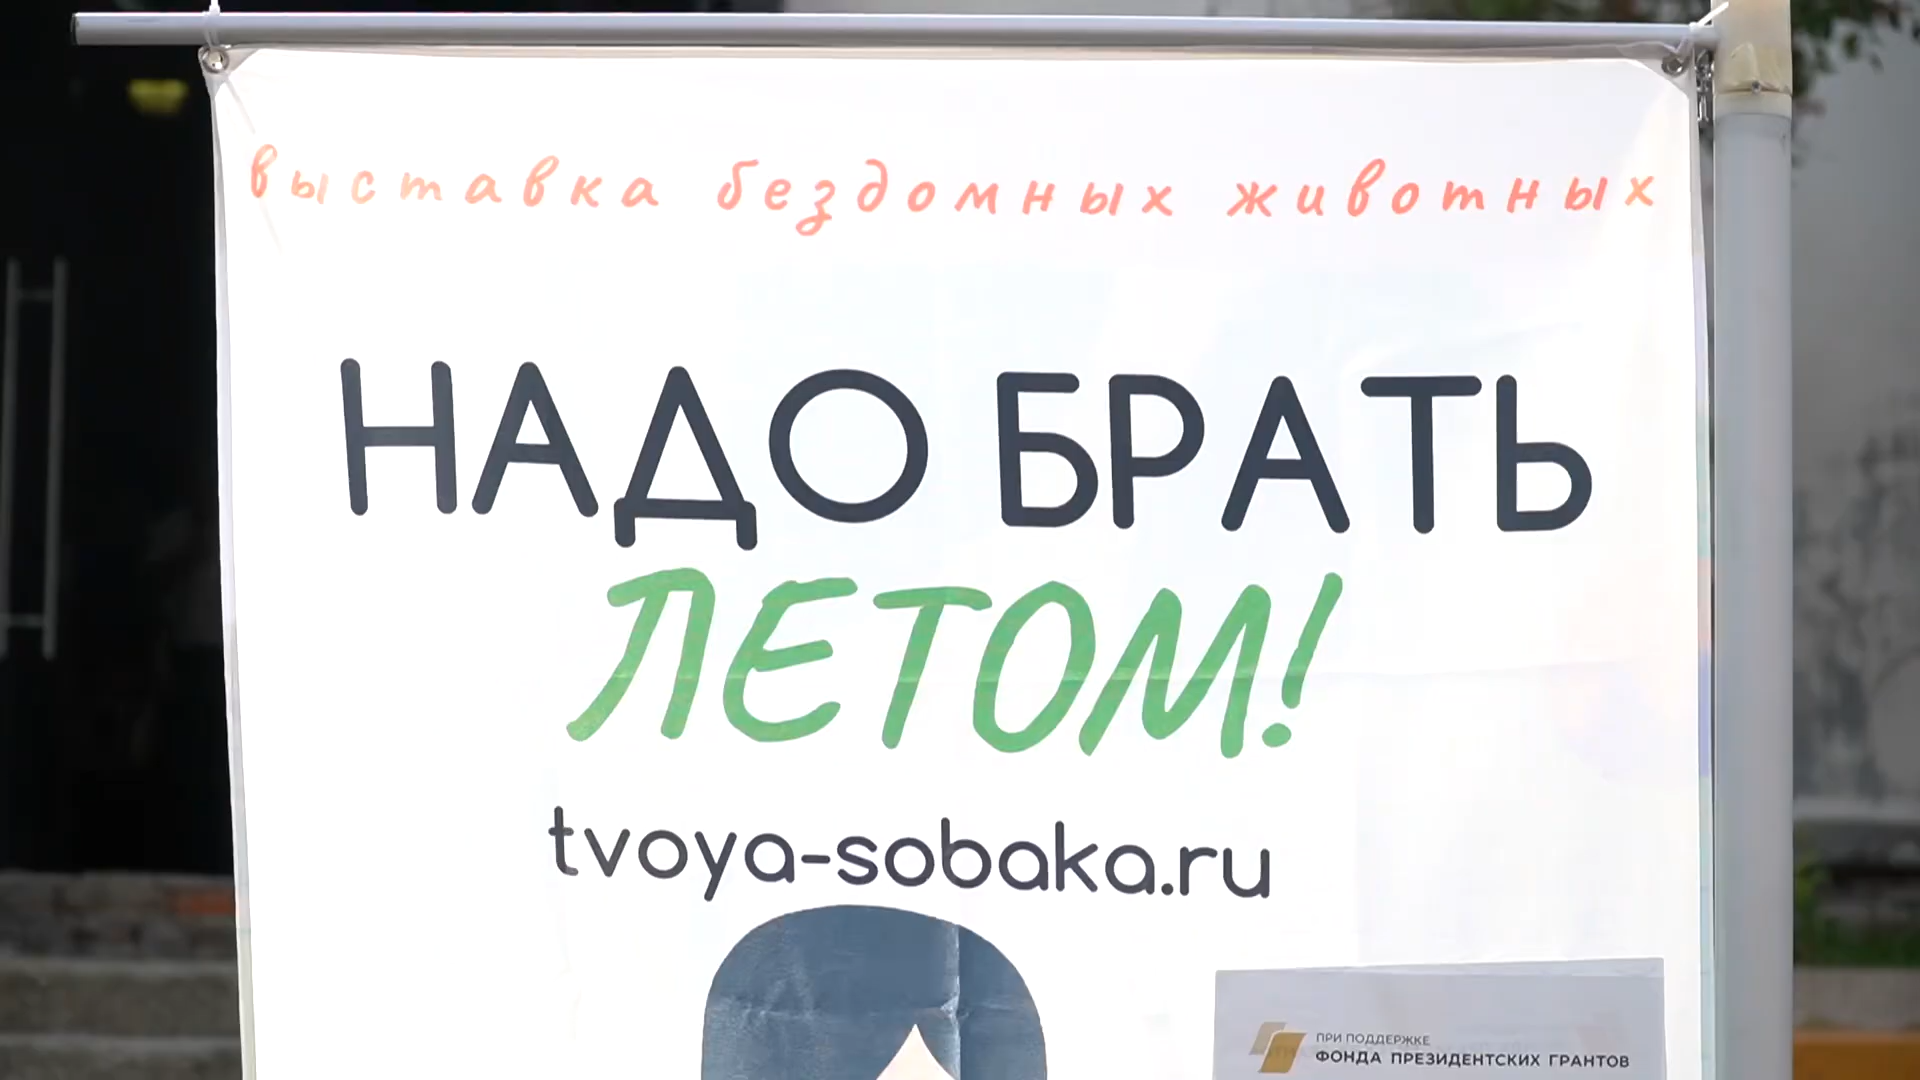 выставка бездомных животных
НАДО БРАТЬ
ЛЕТОМ!
tvoya-sobaka.ru
ПРИ ПОДДЕРЖКЕ
ФОНДА ПРЕЗИДЕНТСКИХ ГРАНТОВ